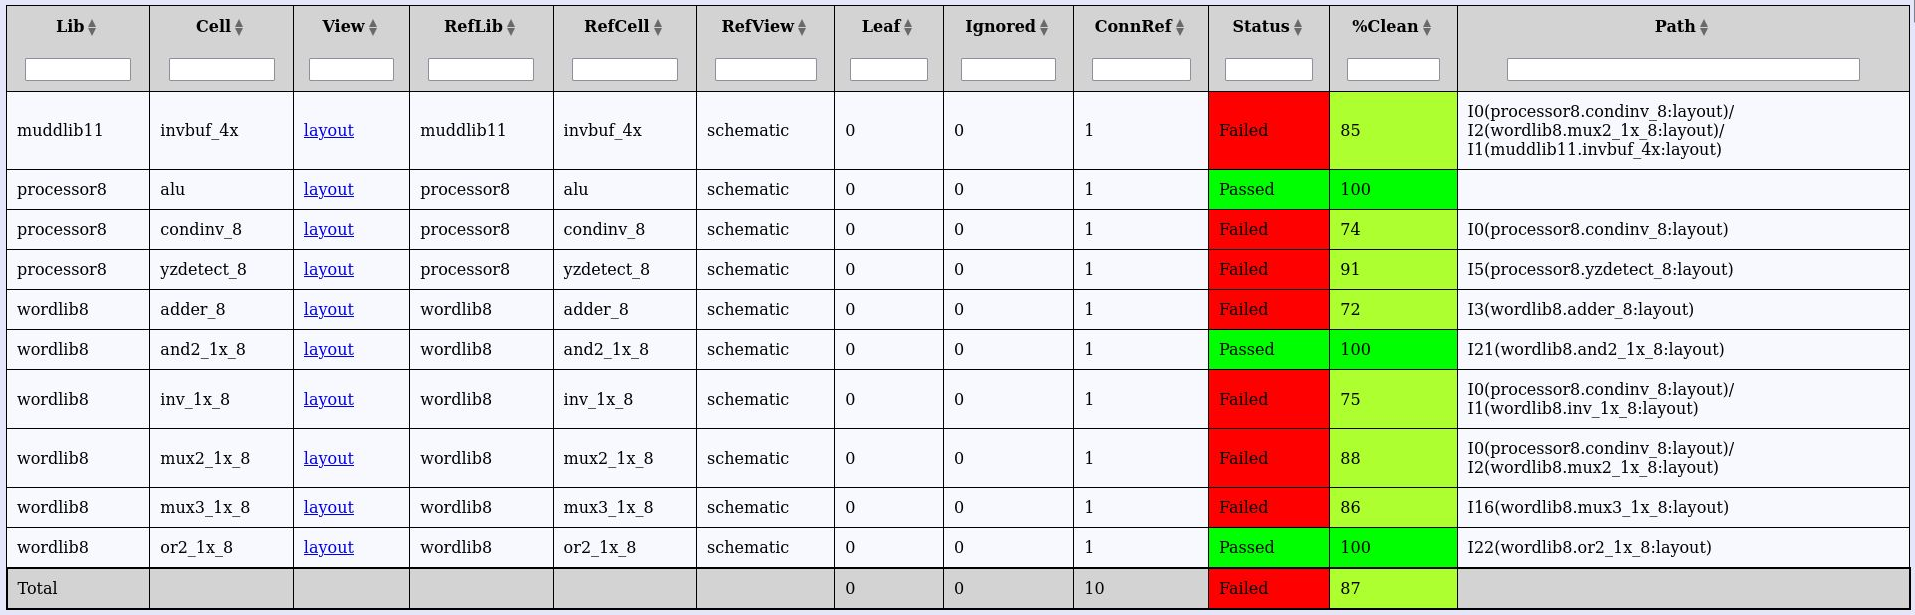 Lib Cell View RefLib RefCell RefView Leaf Ignored ConnRef Status %Clean Path
muddlib11 invbuf_4x layout muddlib11 invbuf_4x schematic 0 0 1 Failed 85 I0(processor8.condinv_8:layout)/
I2(wordlib8.mux2_1x_8:layout)/
I1(muddlib11.invbuf_4x:layout)
processor8 alu layout processor8 alu schematic 0 0 1 Passed 100
processor8 condinv_8 layout processor8 condinv_8 schematic 0 0 1 Failed 74 I0(processor8.condinv_8:layout)
processor8 yzdetect_8 layout processor8 yzdetect_8 schematic 0 0 1 Failed 91 I5(processor8.yzdetect_8:layout)
wordlib8 adder_8 layout wordlib8 adder_8 schematic 0 0 1 Failed 72 I3(wordlib8.adder_8:layout)
wordlib8 and2_1x_8 layout wordlib8 and2_1x_8 schematic 0 0 1 Passed 100 I21(wordlib8.and2_1x_8:layout)
wordlib8 inv_1x_8 layout wordlib8 inv_1x_8 schematic 0 0 1 Failed 75 I0(processor8.condinv_8:layout)/
I1(wordlib8.inv_1x_8:layout)
wordlib8 mux2_1x_8 layout wordlib8 mux2_1x_8 schematic 0 0 1 Failed 88 I0(processor8.condinv_8:layout)/
I2(wordlib8.mux2_1x_8:layout)
wordlib8 mux3_1x_8 layout wordlib8 mux3_1x_8 schematic 0 0 1 Failed 86 I16(wordlib8.mux3_1x_8:layout)
wordlib8 or2_1x_8 layout wordlib8 or2_1x_8 schematic 0 0 1 Passed 100 I22(wordlib8.or2_1x_8:layout)
Total 0 0 10 Failed 87